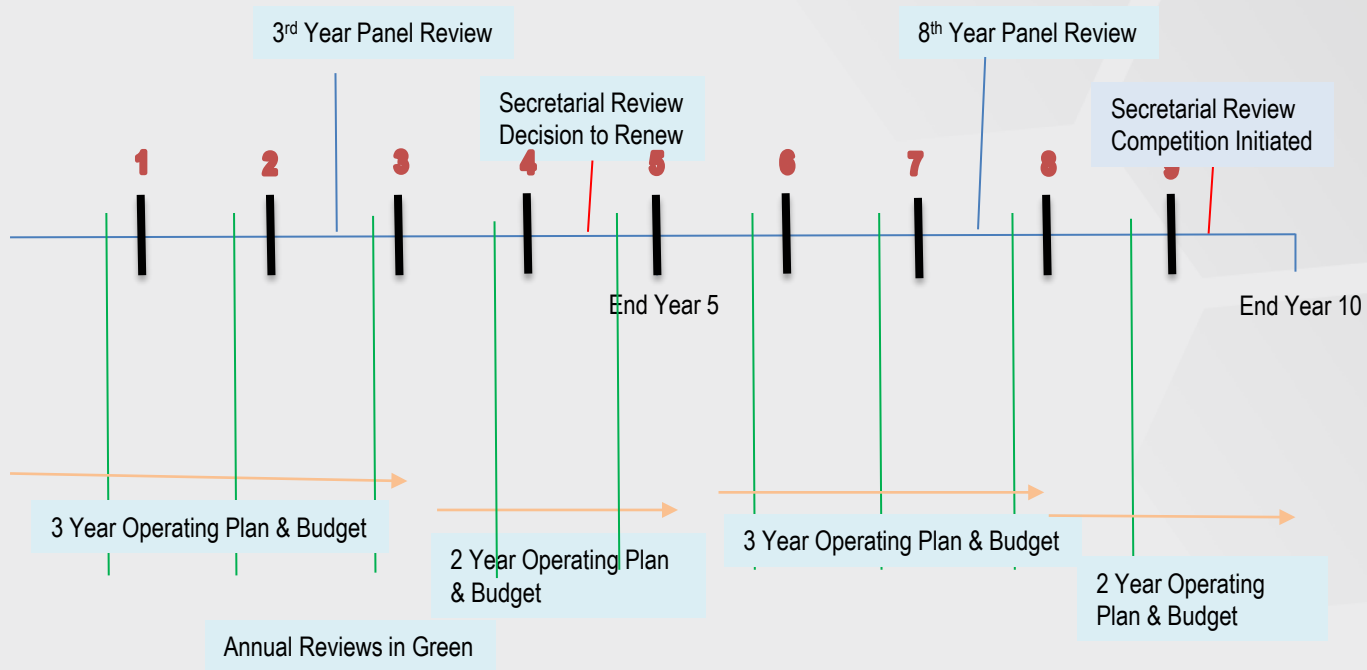 3rd Year Panel Review
8th Year Panel Review
Secretarial Review
Decision to Renew
Secretarial Review
Competition Initiated
1
2
3
4
5
6
7
8
9
End Year 5
End Year 10
3 Year Operating Plan & Budget
2 Year Operating Plan
& Budget
3 Year Operating Plan & Budget
2 Year Operating
Plan & Budget
Annual Reviews in Green